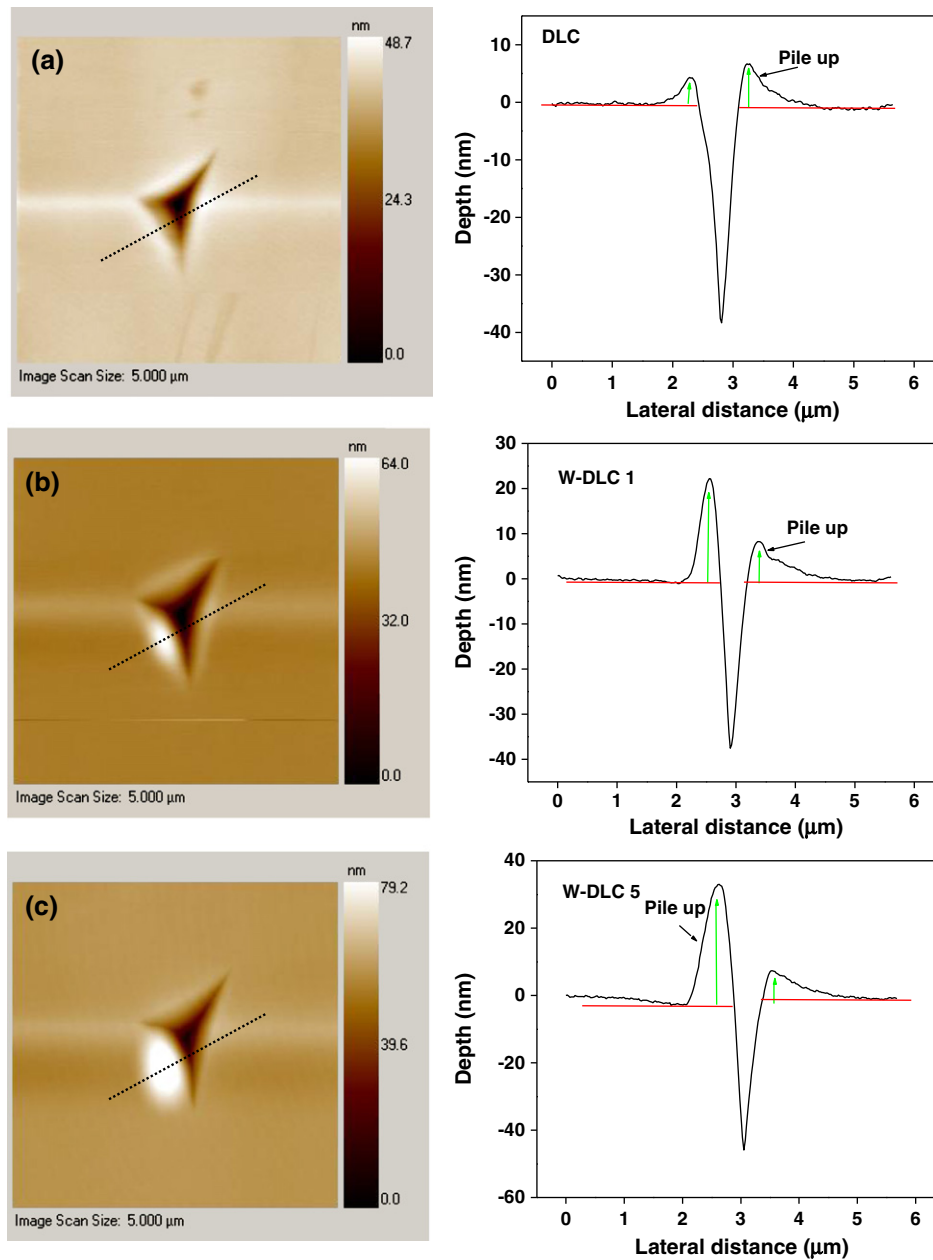 (a)
nm
48.7
24.3
0.0
Image Scan Size: 5.000 µm
DLC
Pile up
Depth (nm)
10
0
-10
-20
-30
-40
0 1 2 3 4 5 6
Lateral distance (µm)
(b)
nm
64.0
32.0
0.0
Image Scan Size: 5.000 µm
W-DLC 1
Pile up
Depth (nm)
30
20
10
0
-10
-20
-30
-40
0 1 2 3 4 5 6
Lateral distance (µm)
(c)
nm
79.2
39.6
0.0
Image Scan Size: 5.000 µm
W-DLC 5
Pile up
Depth (nm)
40
20
0
-20
-40
-60
0 1 2 3 4 5 6
Lateral distance (µm)